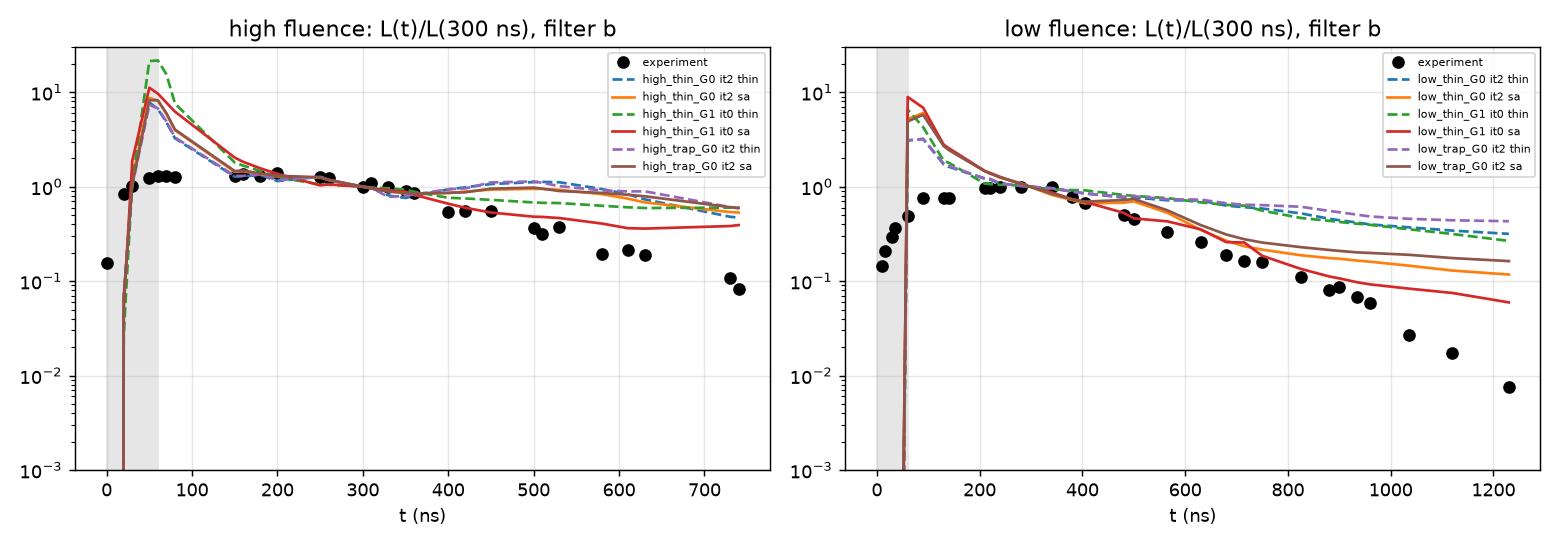 high fluence: L(t)/L(300 ns), filter b
experiment
high_thin_G0 it2 thin
high_thin_G0 it2 sa
high_thin_G1 it0 thin
high_thin_G1 it0 sa
high_trap_G0 it2 thin
high_trap_G0 it2 sa
10¹
10⁰
10⁻¹
10⁻²
10⁻³
0 100 200 300 400 500 600 700
t (ns)
low fluence: L(t)/L(300 ns), filter b
experiment
low_thin_G0 it2 thin
low_thin_G0 it2 sa
low_thin_G1 it0 thin
low_thin_G1 it0 sa
low_trap_G0 it2 thin
low_trap_G0 it2 sa
10¹
10⁰
10⁻¹
10⁻²
10⁻³
0 200 400 600 800 1000 1200
t (ns)